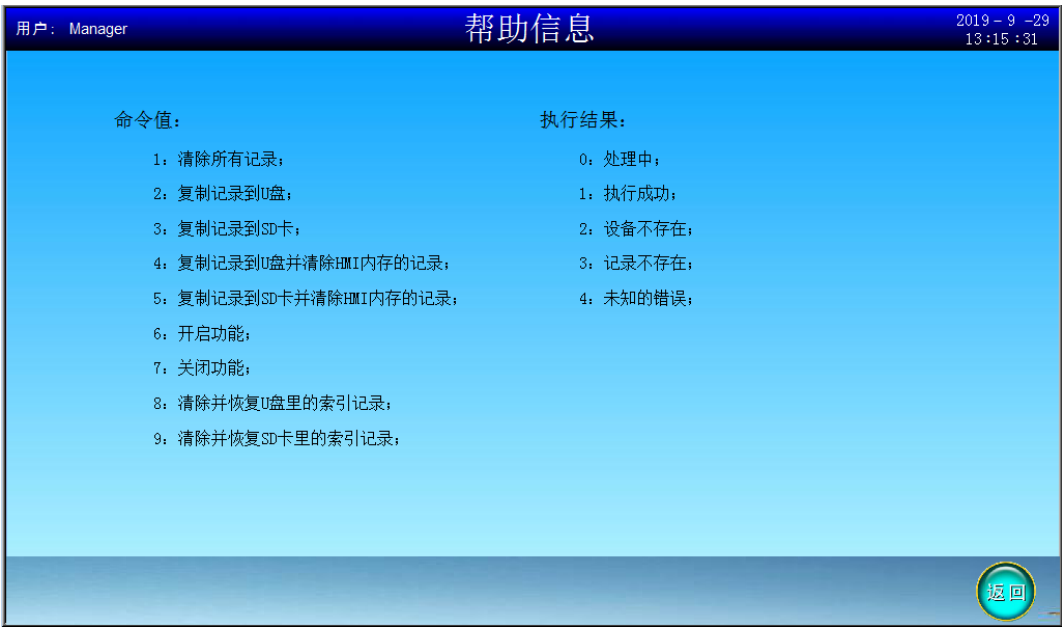 用户: Manager
帮助信息
2019-9-29
13:15:31
命令值:
1: 清除所有记录;
2: 复制记录到U盘;
3: 复制记录到SD卡;
4: 复制记录到U盘并清除HMI内存的记录;
5: 复制记录到SD卡并清除HMI内存的记录;
6: 开启功能;
7: 关闭功能;
8: 清除并恢复U盘里的索引记录;
9: 清除并恢复SD卡里的索引记录;
执行结果:
0: 处理中;
1: 执行成功;
2: 设备不存在;
3: 记录不存在;
4: 未知的错误;
返回